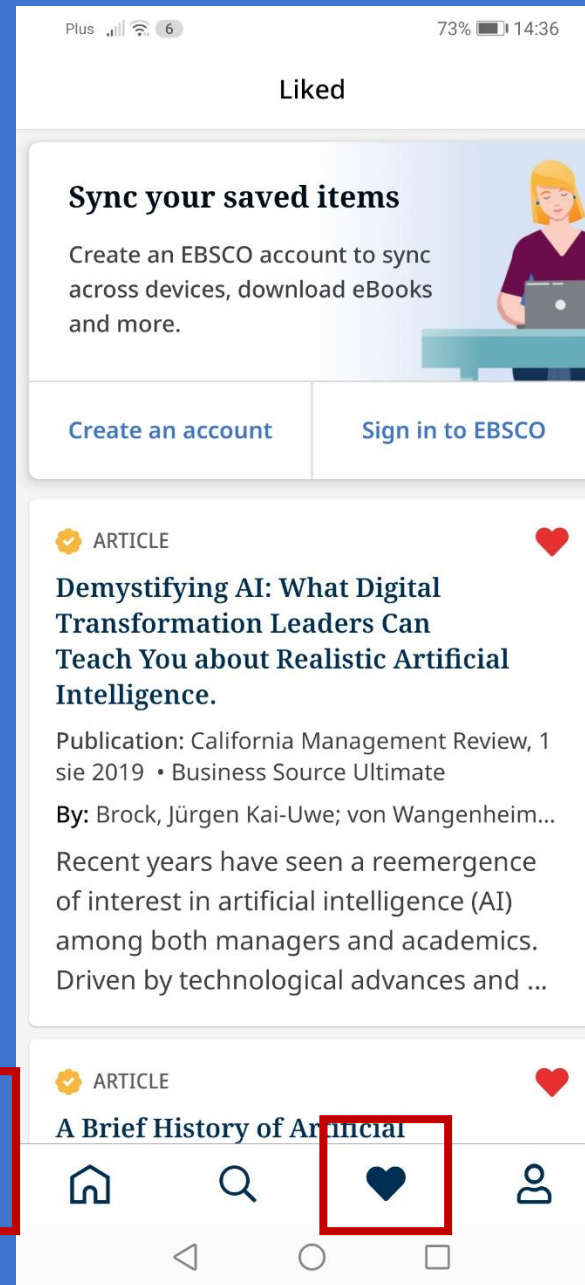 Plus 6 73% 14:36
Liked
Sync your saved items
Create an EBSCO account to sync
across devices, download eBooks
and more.
Create an account Sign in to EBSCO
ARTICLE
Demystifying AI: What Digital
Transformation Leaders Can
Teach You about Realistic Artificial
Intelligence.
Publication: California Management Review, 1
sie 2019 • Business Source Ultimate
By: Brock, Jürgen Kai-Uwe; von Wangenheim...
Recent years have seen a reemergence
of interest in artificial intelligence (AI)
among both managers and academics.
Driven by technological advances and ...
ARTICLE
A Brief History of Artificial